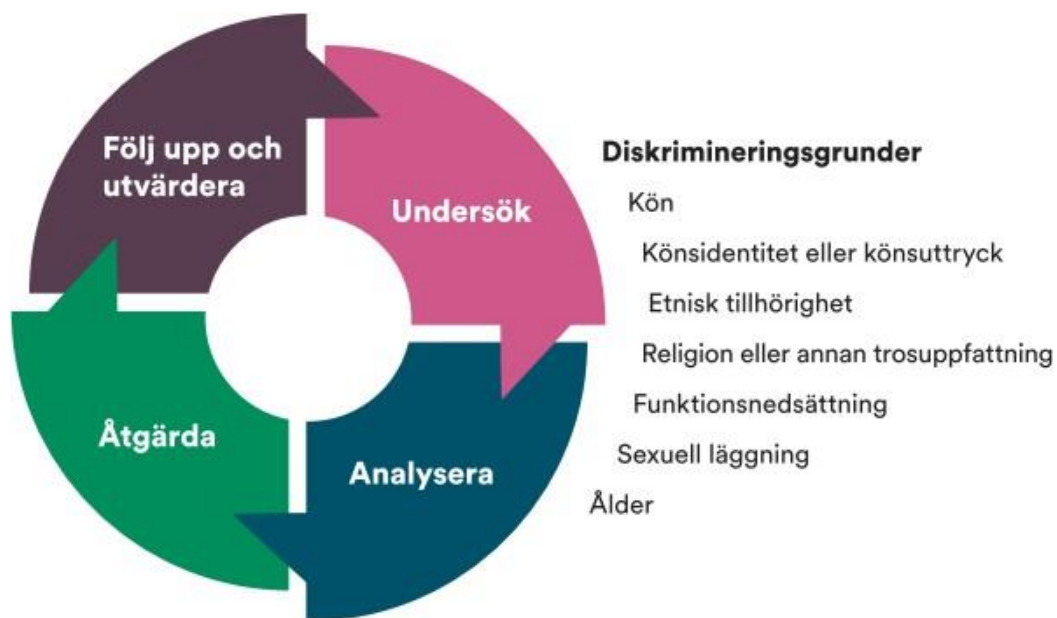 Följ upp och
utvärdera
Undersök
Åtgärda
Analysera
Diskrimineringsgrunder
Kön
Könsidentitet eller könsuttryck
Etnisk tillhörighet
Religion eller annan trosuppfattning
Funktionsnedsättning
Sexuell läggning
Ålder